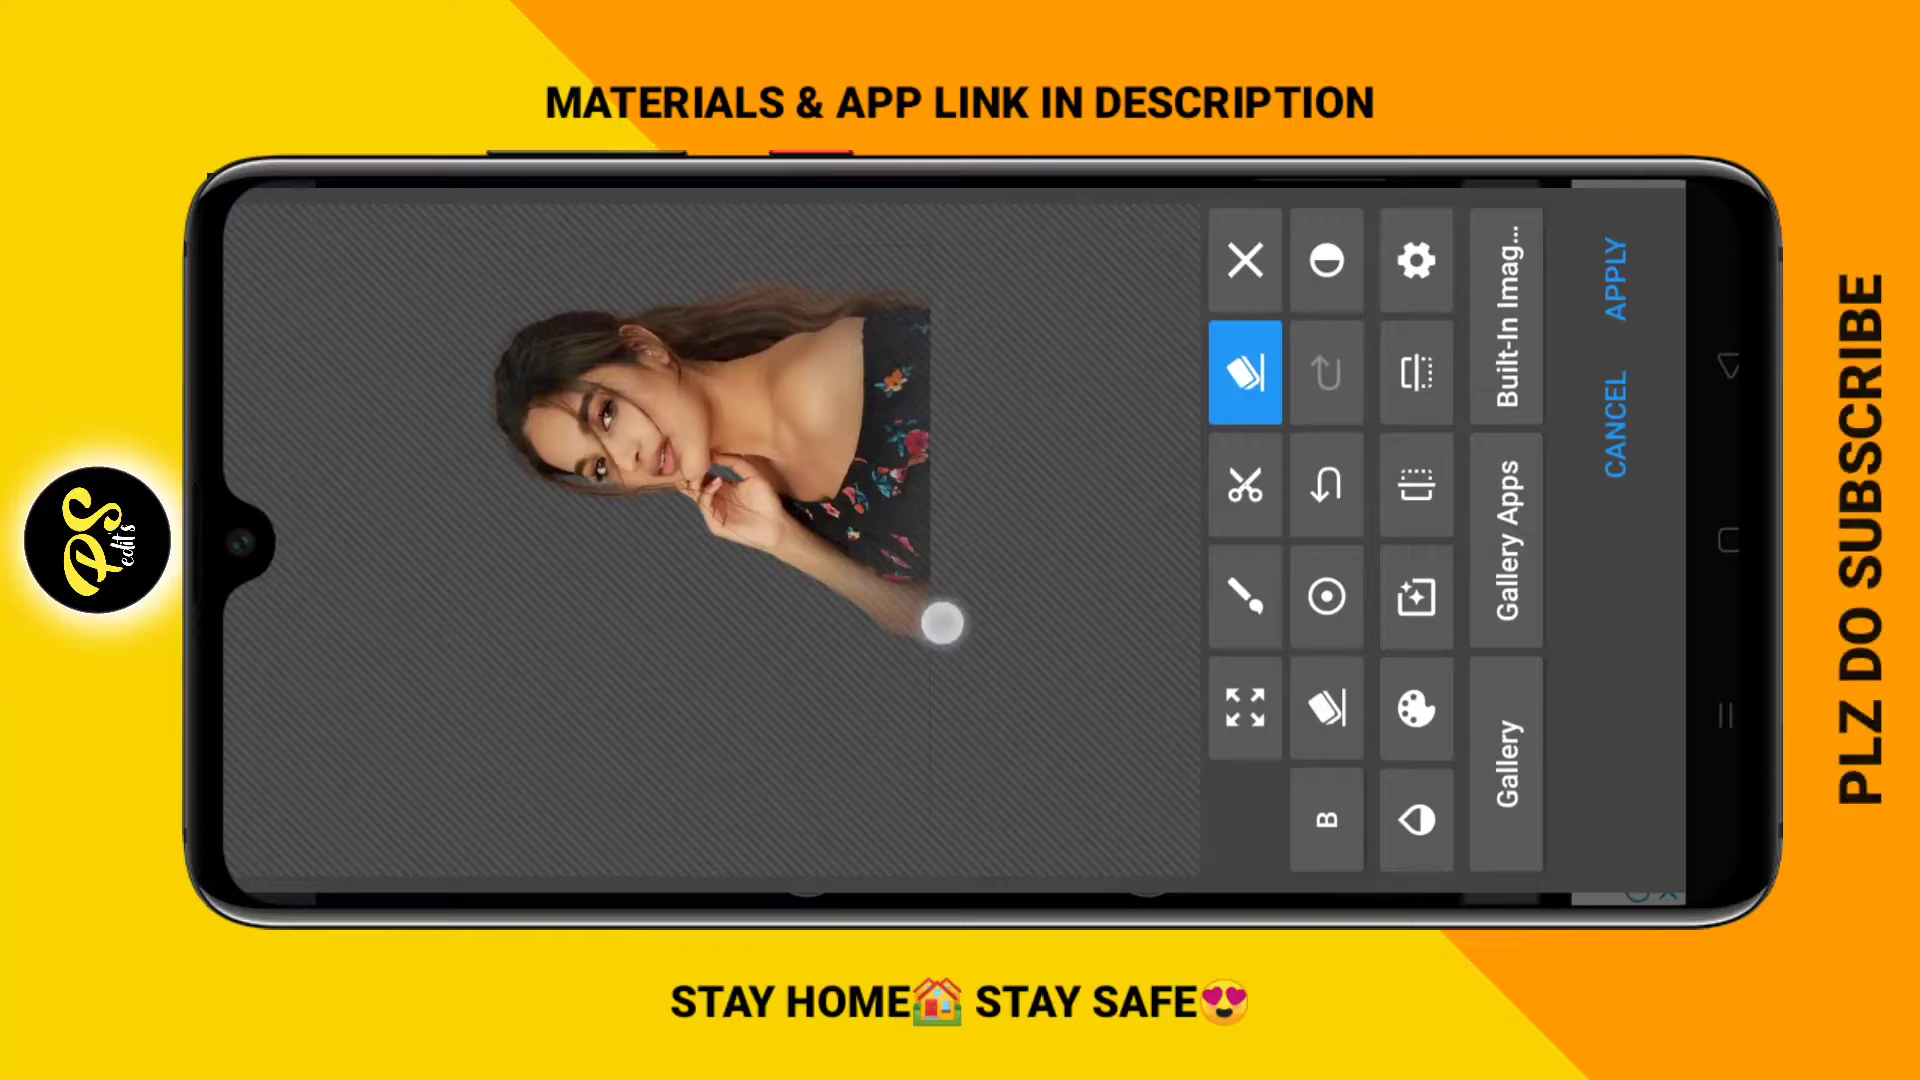 MATERIALS & APP LINK IN DESCRIPTION
PS
edit's
Built-In Imag...
Gallery Apps
Gallery
B
APPLY
CANCEL
PLZ DO SUBSCRIBE
STAY HOME🏠 STAY SAFE😍